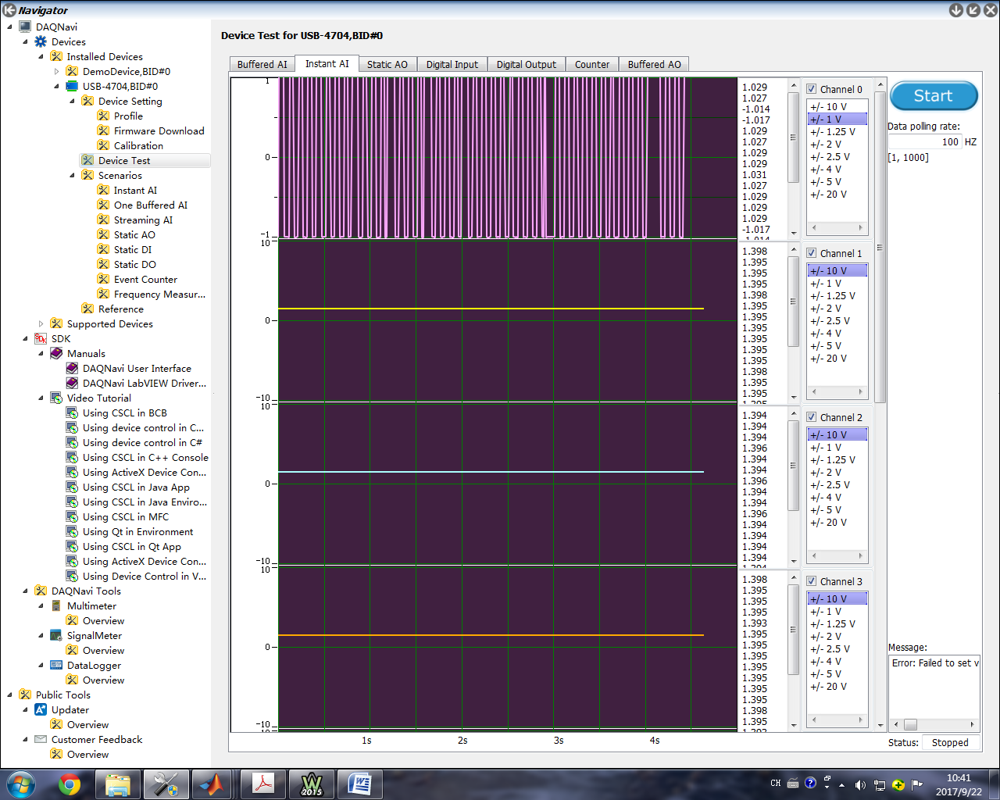 Navigator
DAQNavi
Devices
Installed Devices
DemoDevice,BID#0
USB-4704,BID#0
Device Setting
Profile
Firmware Download
Calibration
Device Test
Scenarios
Instant AI
One Buffered AI
Streaming AI
Static AO
Static DI
Static DO
Event Counter
Frequency Measur...
Reference
Supported Devices
SDK
Manuals
DAQNavi User Interface
DAQNavi LabVIEW Driver...
Video Tutorial
Using CSCL in BCB
Using device control in C...
Using device control in C#
Using CSCL in C++ Console
Using ActiveX Device Con...
Using CSCL in Java App
Using CSCL in Java Enviro...
Using CSCL in MFC
Using Qt in Environment
Using CSCL in Qt App
Using ActiveX Device Con...
Using Device Control in V...
DAQNavi Tools
Multimeter
Overview
SignalMeter
Overview
DataLogger
Overview
Public Tools
Updater
Overview
Customer Feedback
Overview
Device Test for USB-4704,BID#0
Buffered AI Instant AI Static AO Digital Input Digital Output Counter Buffered AO
1
0
-1
1.029
1.027
-1.014
-1.017
1.029
1.027
1.029
1.029
1.031
1.027
1.029
1.029
1.029
-1.017
-1.014
Channel 0
+/- 10 V
+/- 1 V
+/- 1.25 V
+/- 2 V
+/- 2.5 V
+/- 4 V
+/- 5 V
+/- 20 V
10
0
-10
1.398
1.395
1.395
1.395
1.398
1.395
1.395
1.395
1.395
1.395
1.395
1.398
1.395
1.395
1.395
Channel 1
+/- 10 V
+/- 1 V
+/- 1.25 V
+/- 2 V
+/- 2.5 V
+/- 4 V
+/- 5 V
+/- 20 V
10
0
-10
1.394
1.394
1.394
1.396
1.394
1.394
1.394
1.394
1.394
1.396
1.394
1.394
1.394
1.394
1.394
Channel 2
+/- 10 V
+/- 1 V
+/- 1.25 V
+/- 2 V
+/- 2.5 V
+/- 4 V
+/- 5 V
+/- 20 V
10
0
-10
1.398
1.395
1.395
1.395
1.393
1.395
1.395
1.395
1.395
1.395
1.395
1.395
1.398
1.395
1.393
Channel 3
+/- 10 V
+/- 1 V
+/- 1.25 V
+/- 2 V
+/- 2.5 V
+/- 4 V
+/- 5 V
+/- 20 V
1s 2s 3s 4s
Start
Data polling rate:
100 HZ
[1, 1000]
Message:
Error: Failed to set v
Status: Stopped
W
2015
CH
10:41
2017/9/22